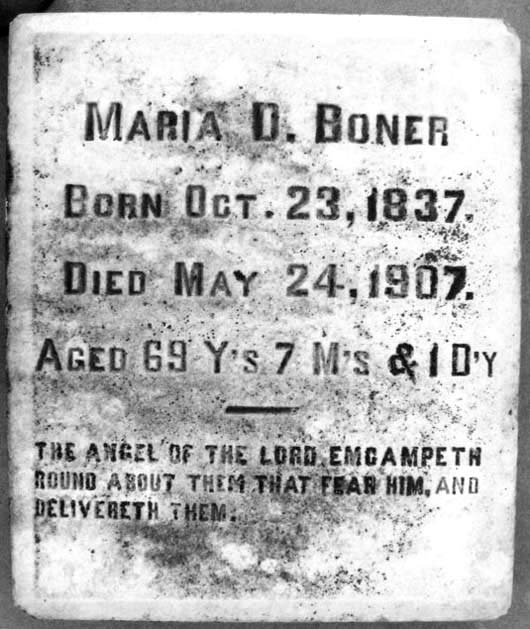 MARIA D. BONER
BORN OCT. 23, 1837.
DIED MAY 24, 1907.
AGED 69 Y'S 7 M'S & 1 D'Y
THE ANGEL OF THE LORD, EMCAMPETH
ROUND ABOUT THEM THAT FEAR HIM, AND
DELIVERETH THEM.